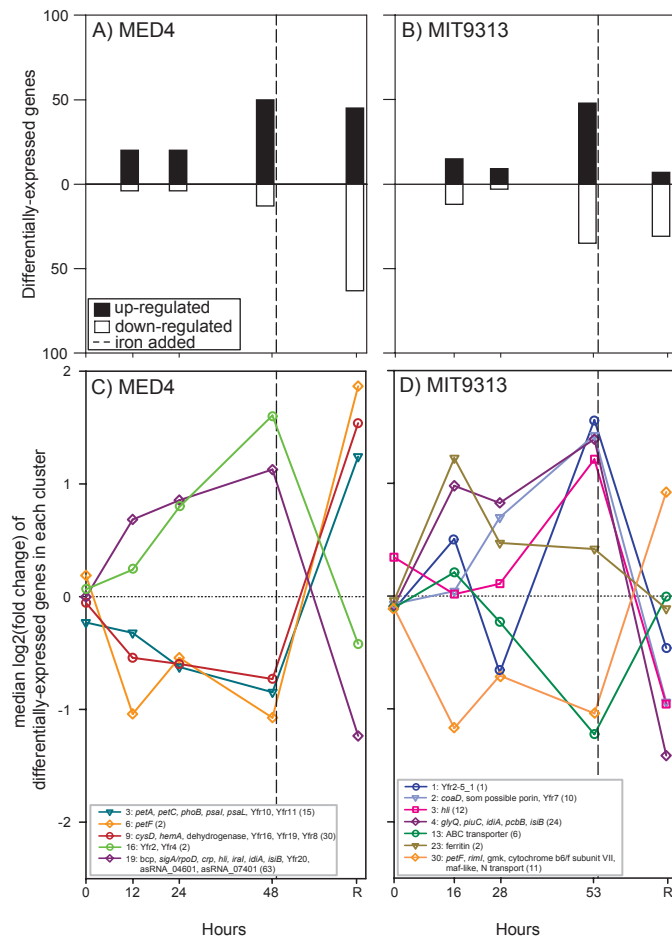 A) MED4
B) MIT9313
100
50
0
50
100
Differentially-expressed genes
up-regulated
down-regulated
iron added
C) MED4
D) MIT9313
2
1
0
-1
-2
median log2(fold change) of
differentially-expressed genes in each cluster
3: petA, petC, phoB, psaI, psaL, Yfr10, Yfr11 (15)
6: petF (2)
9: cysD, hemA, dehydrogenase, Yfr16, Yfr19, Yfr8 (30)
16: Yfr2, Yfr4 (2)
19: bcp, sigA/rpoD, crp, hli, iraI, idiA, isiB, Yfr20,
asRNA_04601, asRNA_07401 (63)
1: Yfr2-5_1 (1)
2: coaD, som possible porin, Yfr7 (10)
3: hli (12)
4: glyQ, piuC, idiA, pcbB, isiB (24)
13: ABC transporter (6)
23: ferritin (2)
30: petF, rimI, gmk, cytochrome b6/f subunit VII,
maf-like, N transport (11)
0 12 24 48 R
0 16 28 53 R
Hours
Hours